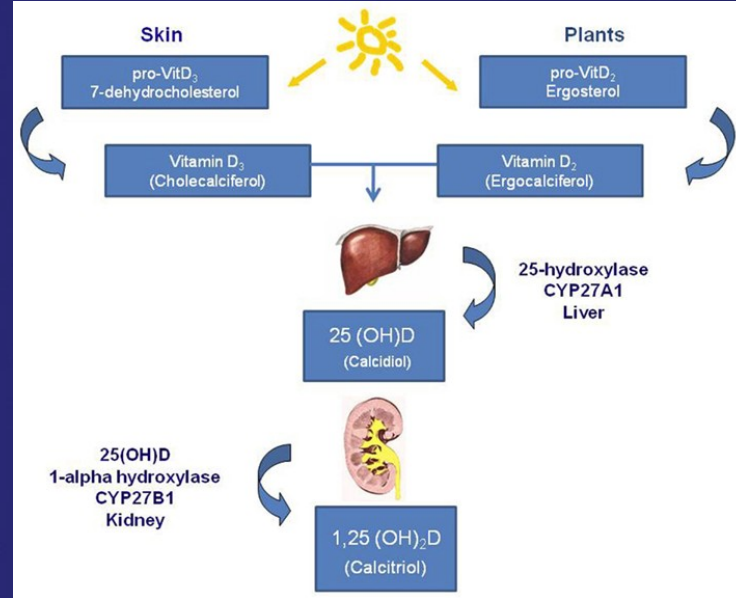 Skin
Plants
pro-VitD₃
7-dehydrocholesterol
pro-VitD₂
Ergosterol
Vitamin D₃
(Cholecalciferol)
Vitamin D₂
(Ergocalciferol)
25-hydroxylase
CYP27A1
Liver
25 (OH)D
(Calcidiol)
25(OH)D
1-alpha hydroxylase
CYP27B1
Kidney
1,25 (OH)₂D
(Calcitriol)